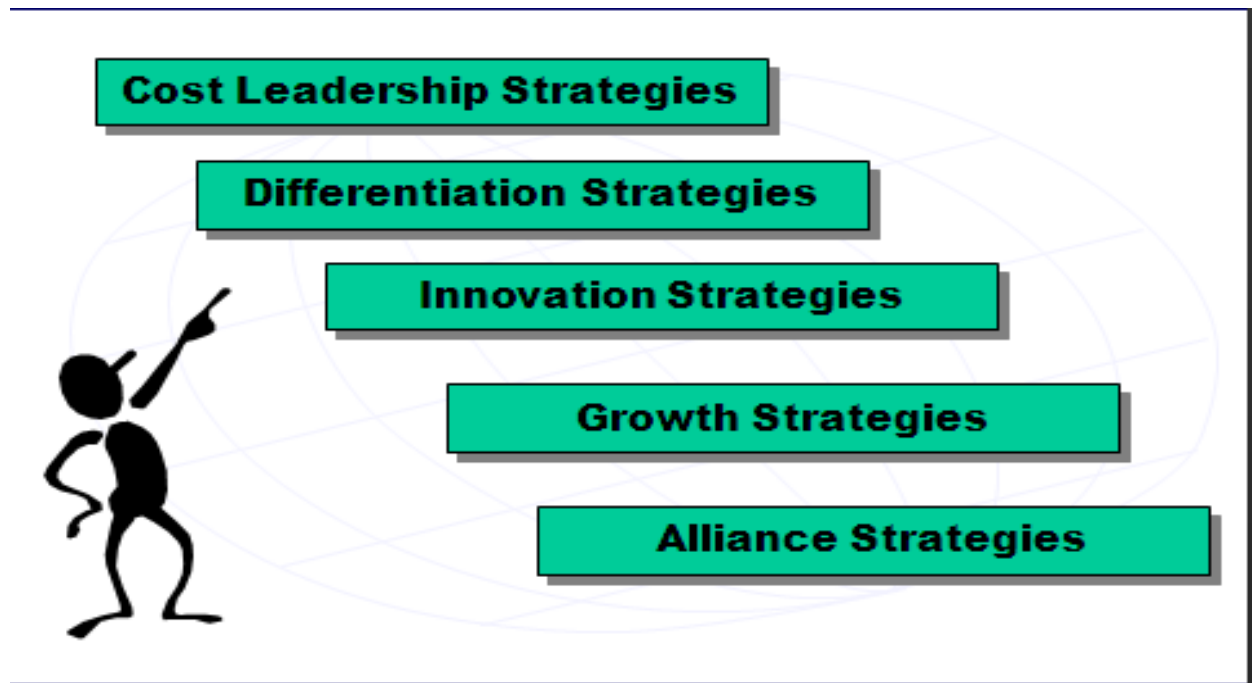 Cost Leadership Strategies
Differentiation Strategies
Innovation Strategies
Growth Strategies
Alliance Strategies